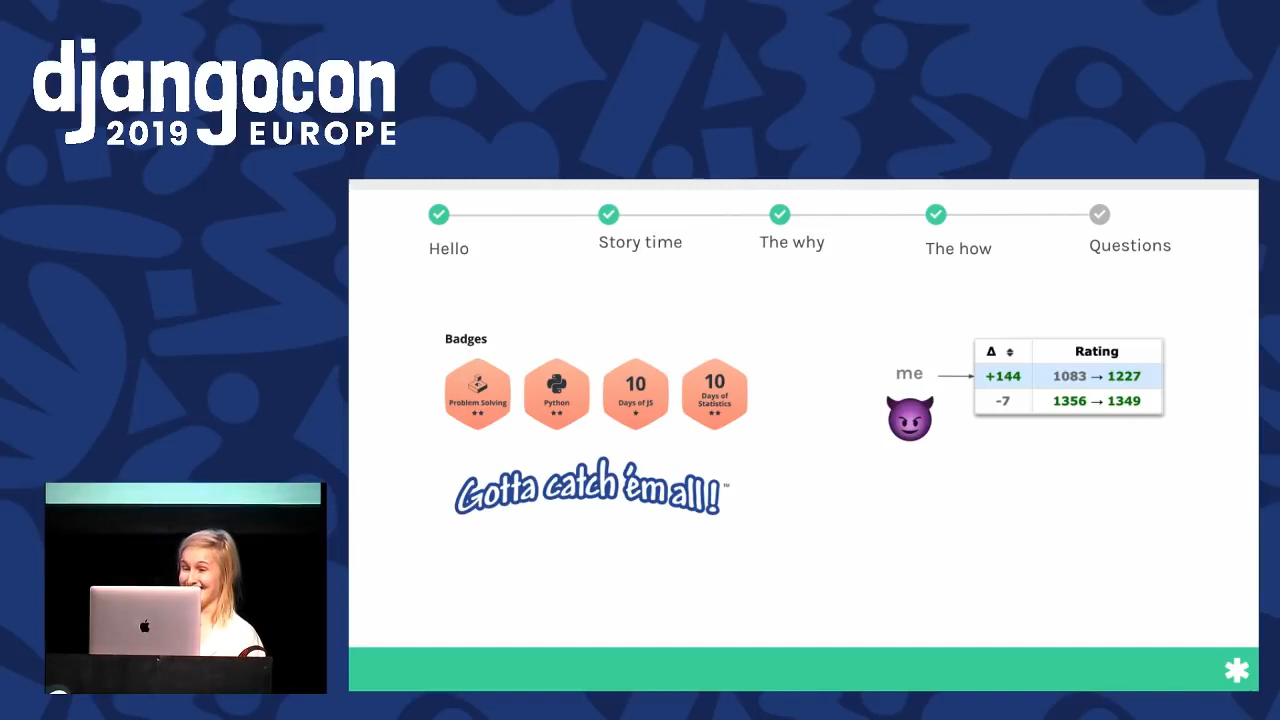 djangocon
2019 EUROPE
Hello
Story time
The why
The how
Questions
Badges
Problem Solving
★★
Python
★★
10
Days of JS
★
10
Days of
Statistics
★★
Gotta catch 'em all!™
me
Δ Rating
+144 1083 → 1227
-7 1356 → 1349